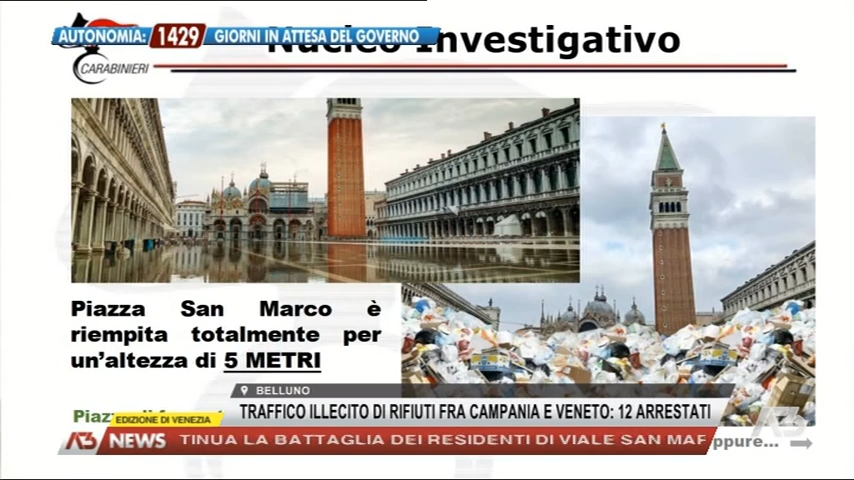 AUTONOMIA: 1429 GIORNI IN ATTESA DEL GOVERNO
Nucleo Investigativo
CARABINIERI
Piazza San Marco è
riempita totalmente per
un'altezza di 5 METRI
BELLUNO
TRAFFICO ILLECITO DI RIFIUTI FRA CAMPANIA E VENETO: 12 ARRESTATI
EDIZIONE DI VENEZIA
A3 NEWS TINUA LA BATTAGLIA DEI RESIDENTI DI VIALE SAN MAR
ppure...
A3